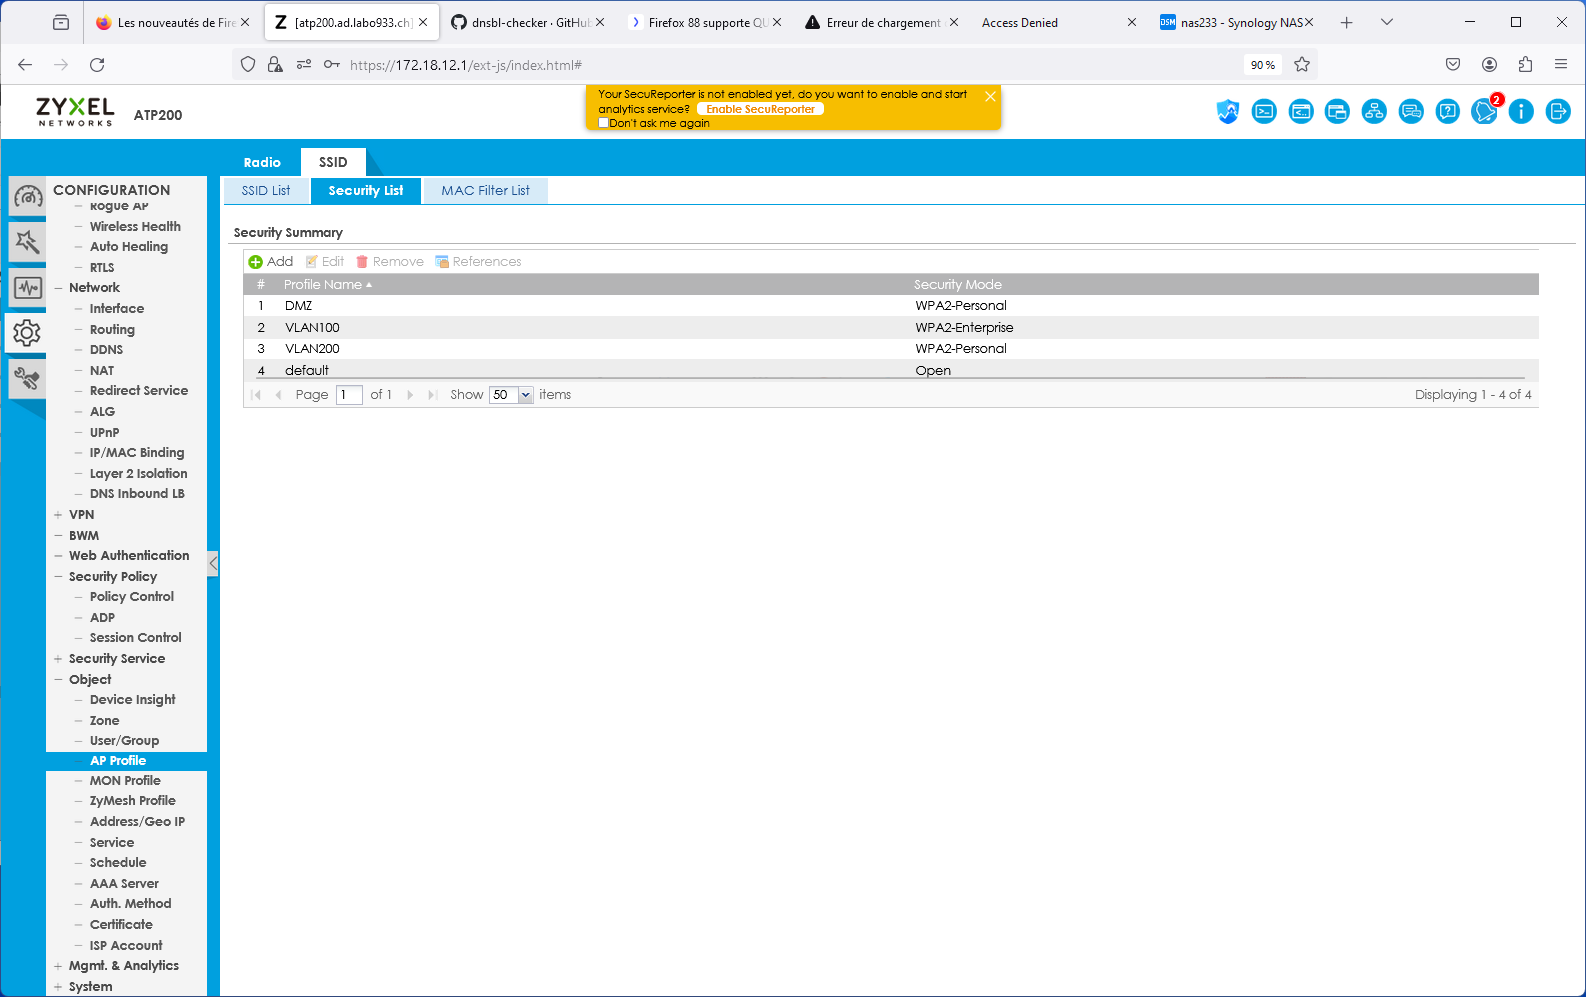 Les nouveautés de Fire
[atp200.ad.labo933.ch]
dnsbl-checker · GitHub
Firefox 88 supporte QU
Erreur de chargement
Access Denied
nas233 - Synology NAS
https://172.18.12.1/ext-js/index.html#
90 %
ZYXEL
NETWORKS
ATP200
Your SecuReporter is not enabled yet, do you want to enable and start
analytics service? Enable SecuReporter
Don't ask me again
2
Radio
SSID
CONFIGURATION
Rogue AP
Wireless Health
Auto Healing
RTLS
Network
Interface
Routing
DDNS
NAT
Redirect Service
ALG
UPnP
IP/MAC Binding
Layer 2 Isolation
DNS Inbound LB
VPN
BWM
Web Authentication
Security Policy
Policy Control
ADP
Session Control
Security Service
Object
Device Insight
Zone
User/Group
AP Profile
MON Profile
ZyMesh Profile
Address/Geo IP
Service
Schedule
AAA Server
Auth. Method
Certificate
ISP Account
Mgmt. & Analytics
System
SSID List
Security List
MAC Filter List
Security Summary
Add Edit Remove References
# Profile Name Security Mode
1 DMZ WPA2-Personal
2 VLAN100 WPA2-Enterprise
3 VLAN200 WPA2-Personal
4 default Open
Page 1 of 1 Show 50 items Displaying 1 - 4 of 4